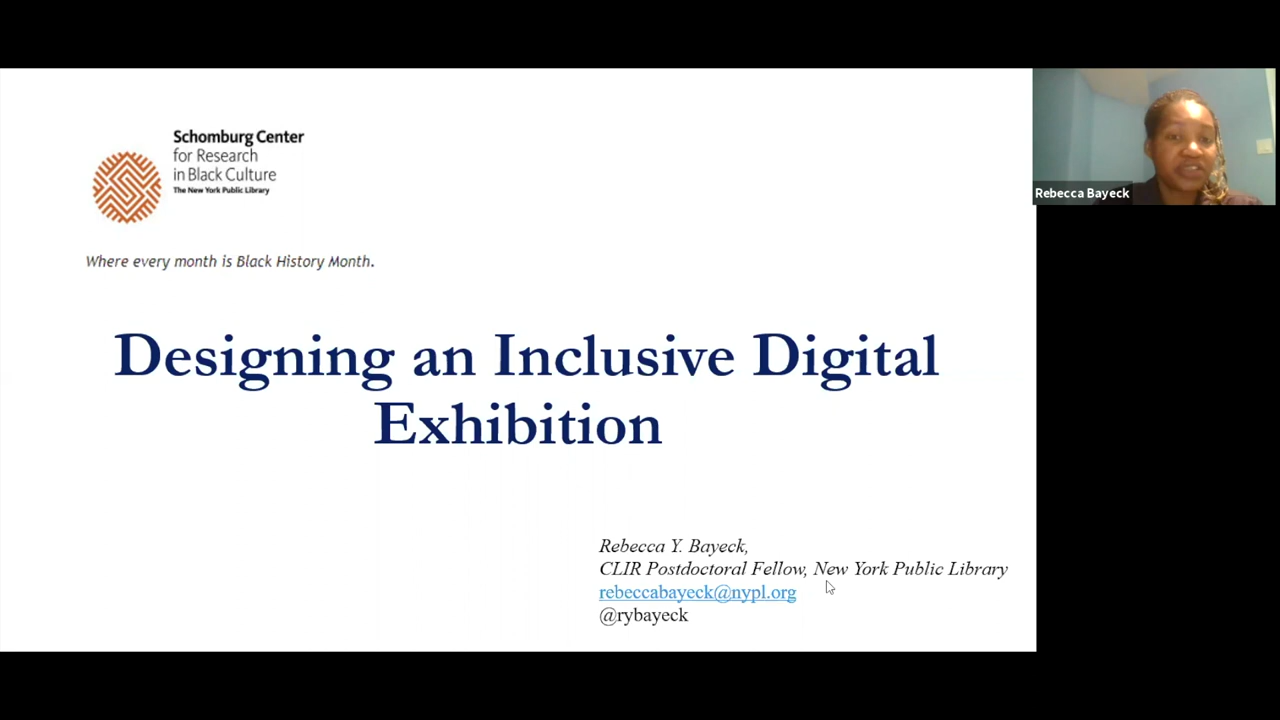 Schomburg Center
for Research
in Black Culture
The New York Public Library
Where every month is Black History Month.
Designing an Inclusive Digital
Exhibition
Rebecca Y. Bayeck,
CLIR Postdoctoral Fellow, New York Public Library
rebeccabayeck@nypl.org
@rybayeck
Rebecca Bayeck